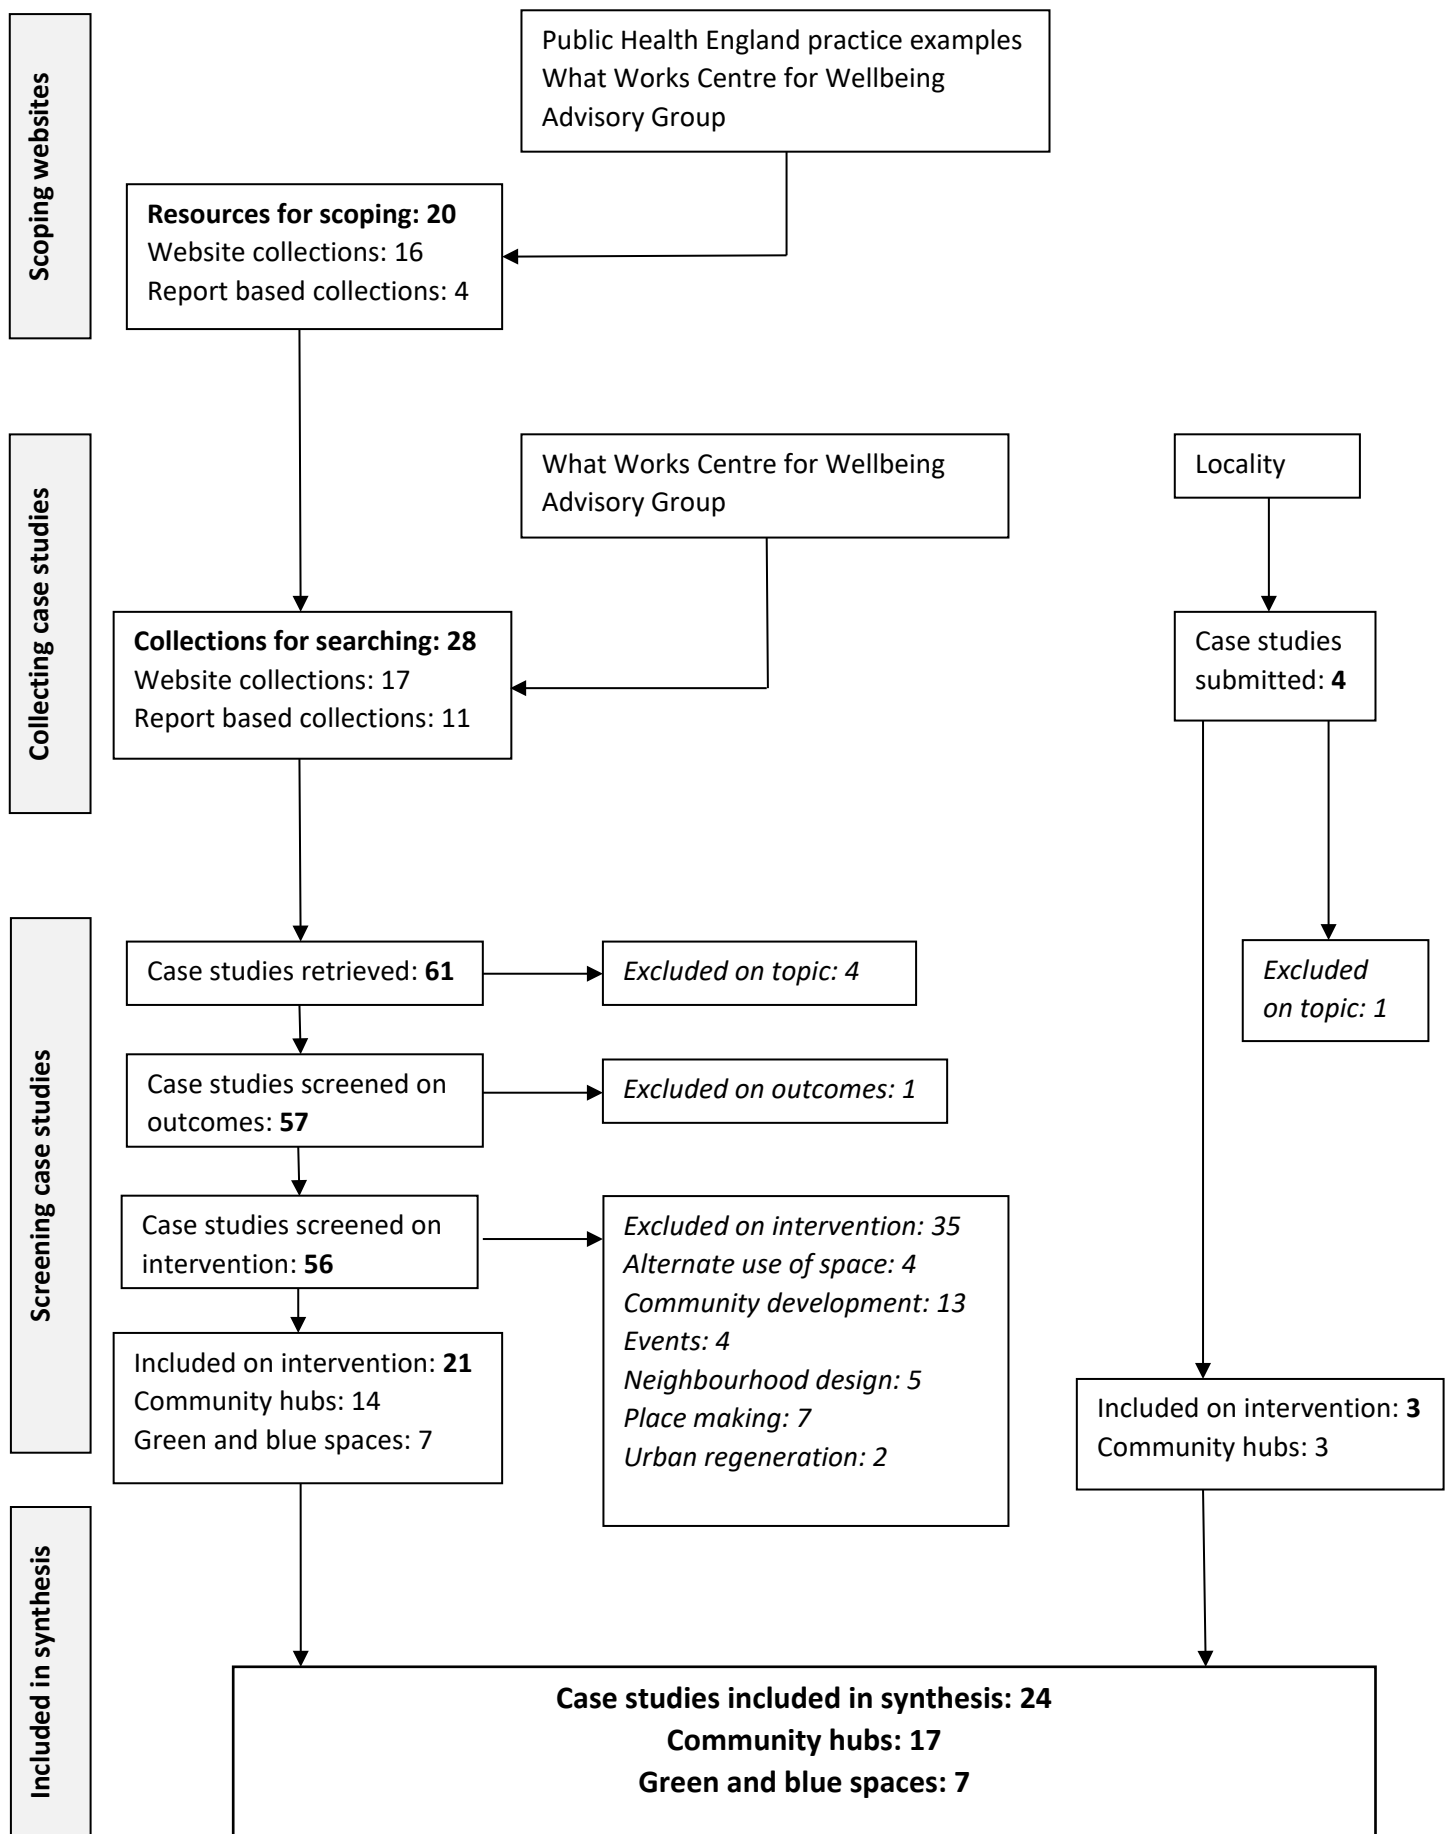 Scoping websites
Public Health England practice examples
What Works Centre for Wellbeing
Advisory Group
Resources for scoping: 20
Website collections: 16
Report based collections: 4
Collecting case studies
What Works Centre for Wellbeing
Advisory Group
Locality
Collections for searching: 28
Website collections: 17
Report based collections: 11
Case studies
submitted: 4
Screening case studies
Case studies retrieved: 61
Excluded on topic: 4
Excluded
on topic: 1
Case studies screened on
outcomes: 57
Excluded on outcomes: 1
Case studies screened on
intervention: 56
Excluded on intervention: 35
Alternate use of space: 4
Community development: 13
Events: 4
Neighbourhood design: 5
Place making: 7
Urban regeneration: 2
Included on intervention: 21
Community hubs: 14
Green and blue spaces: 7
Included on intervention: 3
Community hubs: 3
Included in synthesis
Case studies included in synthesis: 24
Community hubs: 17
Green and blue spaces: 7